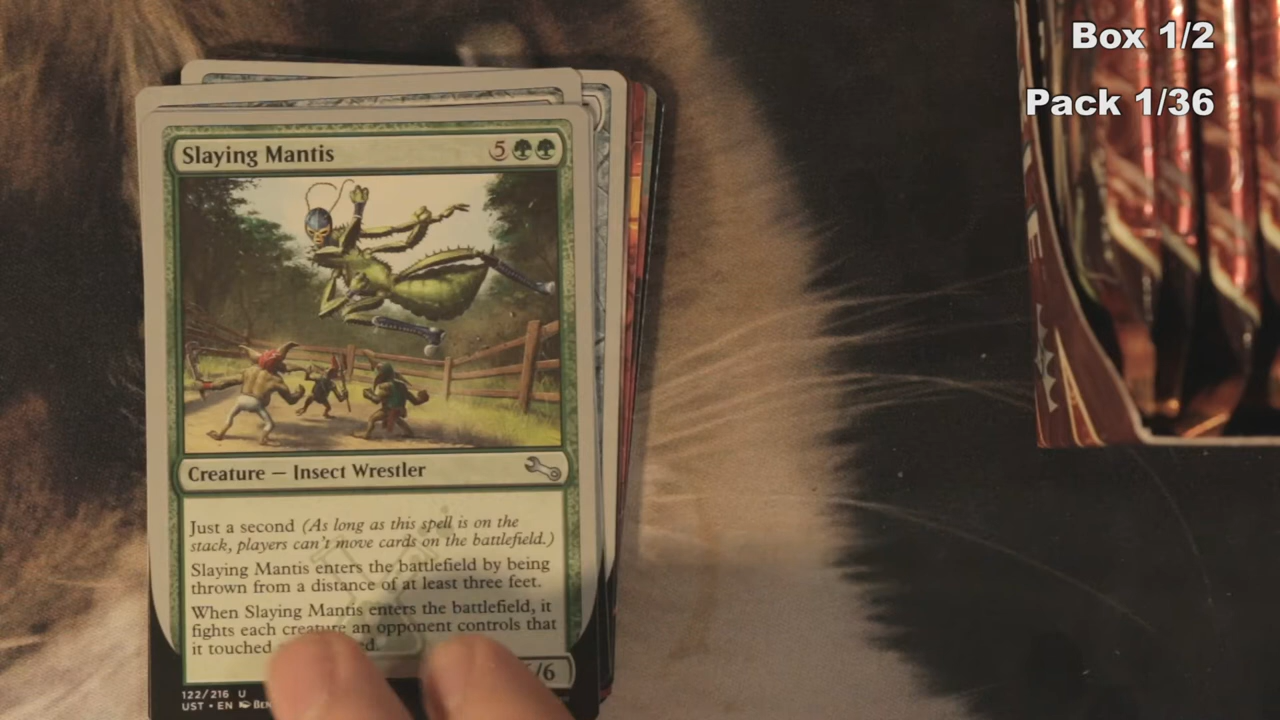 Box 1/2
Pack 1/36
Slaying Mantis 5
Creature — Insect Wrestler
Just a second (As long as this spell is on the
stack, players can't move cards on the battlefield.)
Slaying Mantis enters the battlefield by being
thrown from a distance of at least three feet.
When Slaying Mantis enters the battlefield, it
fights each creature an opponent controls that
it touched
/6
122/216 U
UST • EN